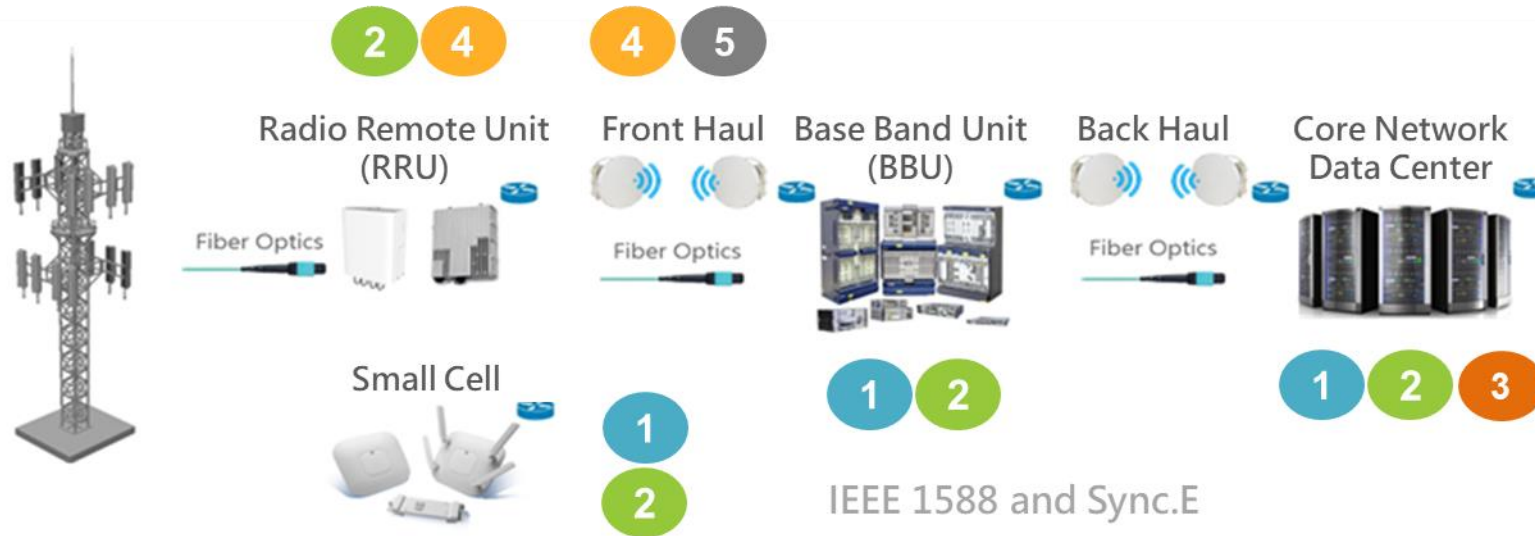 2 4 4 5
Radio Remote Unit
(RRU)
Front Haul
Base Band Unit
(BBU)
Back Haul
Core Network
Data Center
Fiber Optics
Fiber Optics
Fiber Optics
Small Cell
1
2
1 2
1 2 3
IEEE 1588 and Sync.E